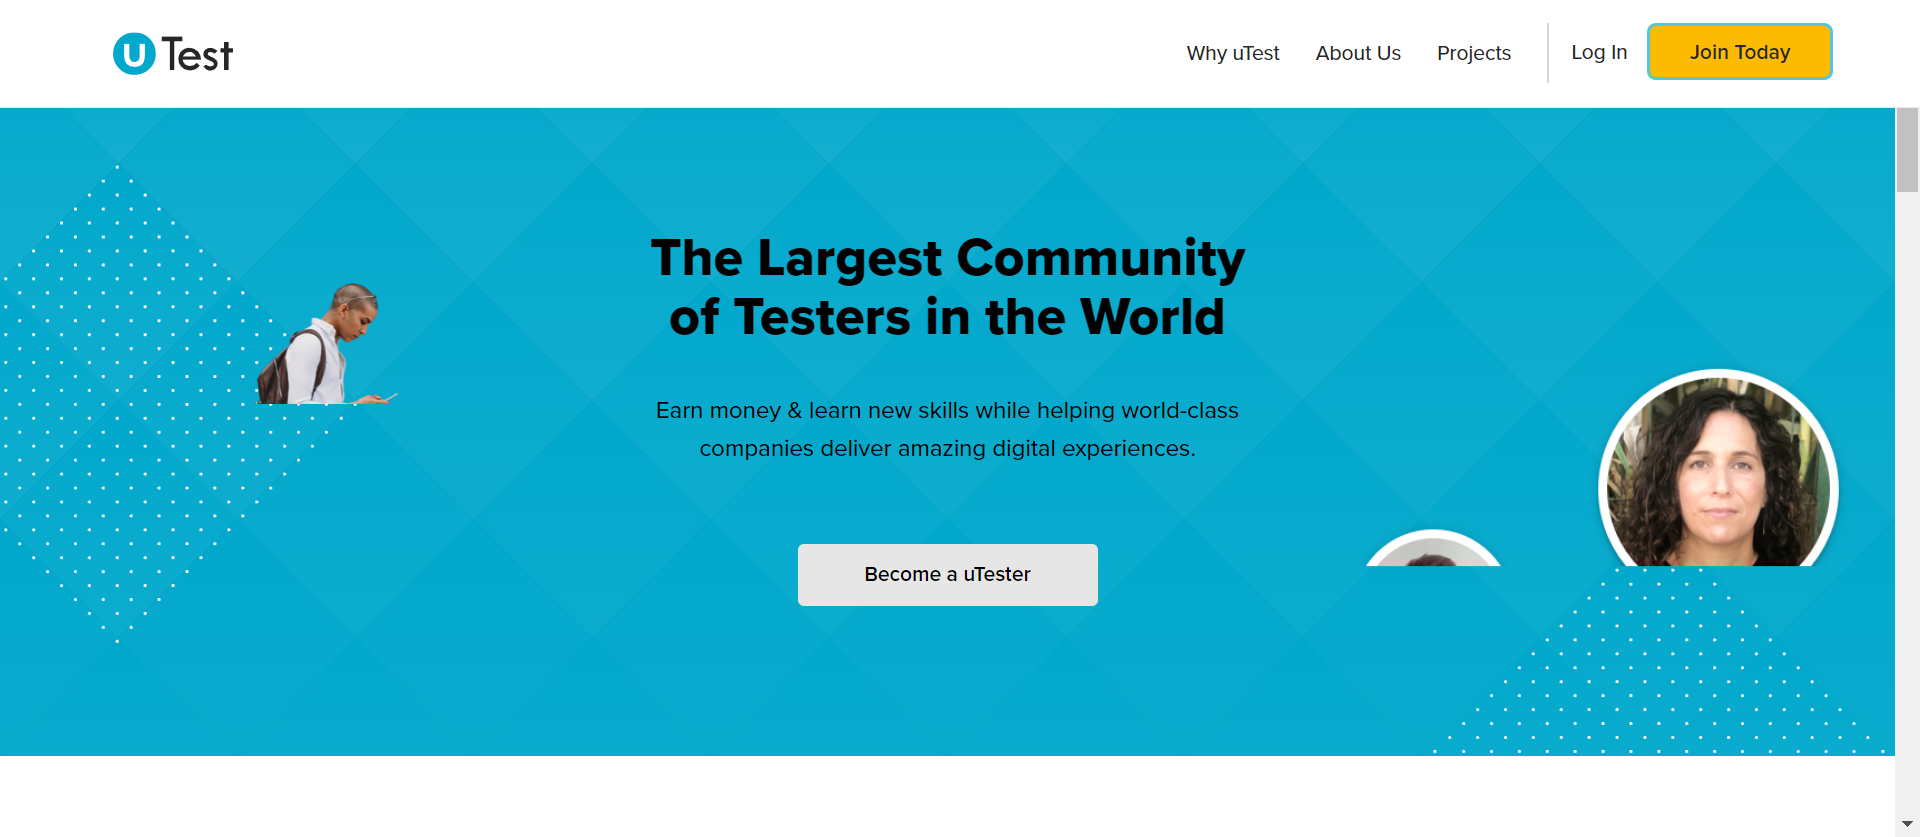 uTest
Why uTest
About Us
Projects
Log In
Join Today
The Largest Community
of Testers in the World
Earn money & learn new skills while helping world-class
companies deliver amazing digital experiences.
Become a uTester